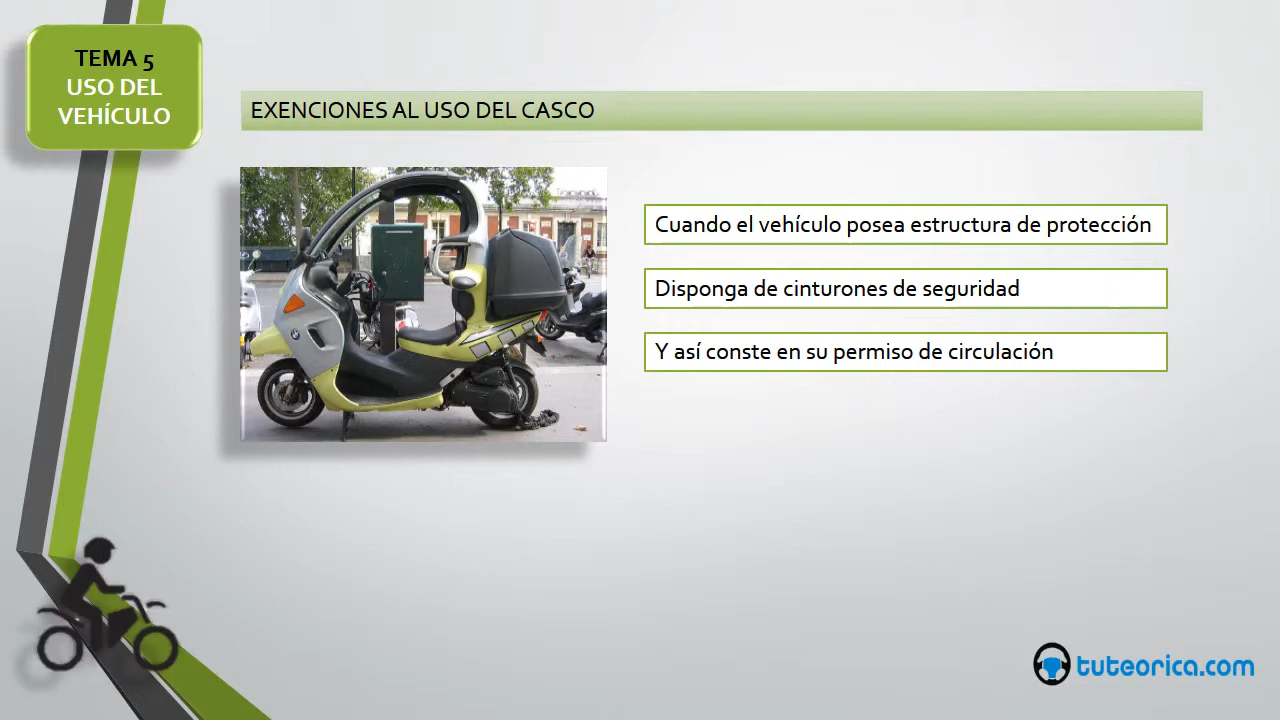 TEMA 5
USO DEL
VEHÍCULO
EXENCIONES AL USO DEL CASCO
Cuando el vehículo posea estructura de protección
Disponga de cinturones de seguridad
Y así conste en su permiso de circulación
tuteorica.com